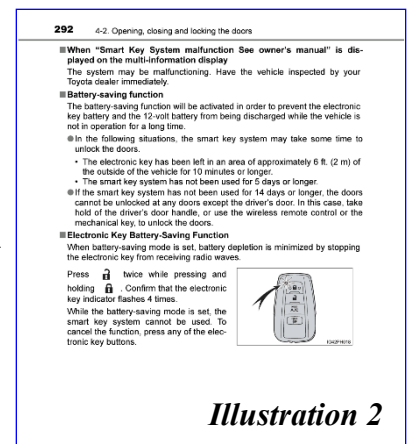 292 4-2. Opening, closing and locking the doors
■When “Smart Key System malfunction See owner’s manual” is dis-
played on the multi-information display
The system may be malfunctioning. Have the vehicle inspected by your
Toyota dealer immediately.
■Battery-saving function
The battery-saving function will be activated in order to prevent the electronic
key battery and the 12-volt battery from being discharged while the vehicle is
not in operation for a long time.
●In the following situations, the smart key system may take some time to
unlock the doors.
• The electronic key has been left in an area of approximately 6 ft. (2 m) of
the outside of the vehicle for 10 minutes or longer.
• The smart key system has not been used for 5 days or longer.
●If the smart key system has not been used for 14 days or longer, the doors
cannot be unlocked at any doors except the driver's door. In this case, take
hold of the driver's door handle, or use the wireless remote control or the
mechanical key, to unlock the doors.
■Electronic Key Battery-Saving Function
When battery-saving mode is set, battery depletion is minimized by stopping
the electronic key from receiving radio waves.
Press twice while pressing and
holding . Confirm that the electronic
key indicator flashes 4 times.
While the battery-saving mode is set, the
smart key system cannot be used. To
cancel the function, press any of the elec-
tronic key buttons.
Illustration 2